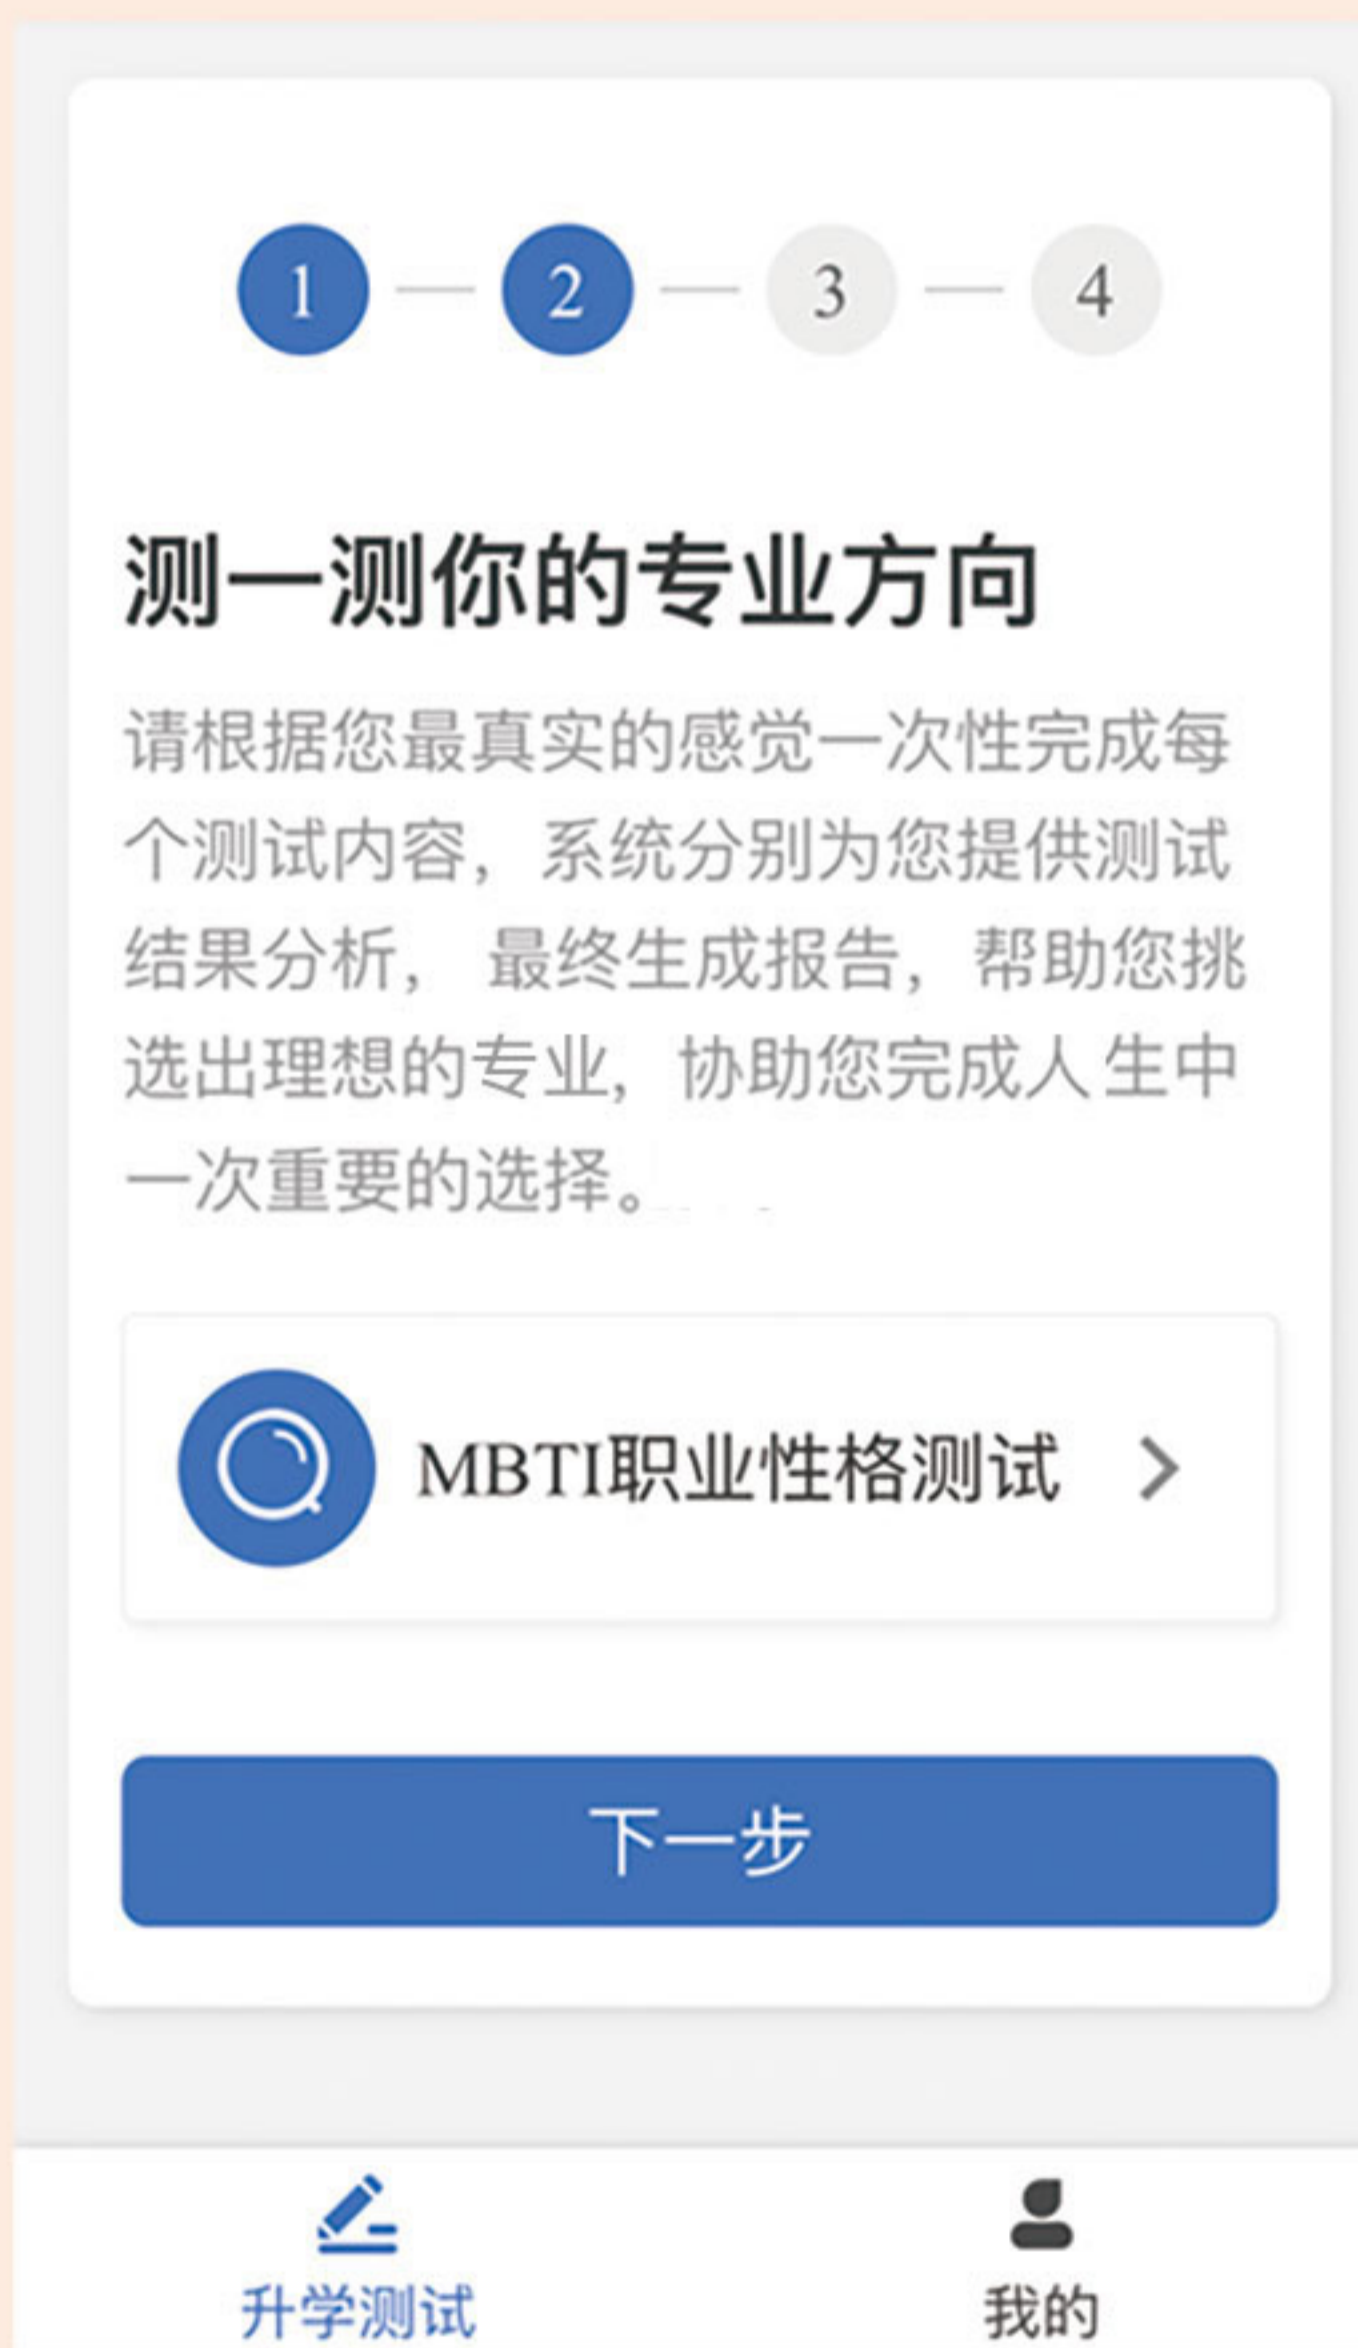 1 2 3 4
测一测你的专业方向
请根据您最真实的感觉一次性完成每
个测试内容，系统分别为您提供测试
结果分析， 最终生成报告， 帮助您挑
选出理想的专业，协助您完成人生中
一次重要的选择。
MBTI职业性格测试
下一步
升学测试 我的